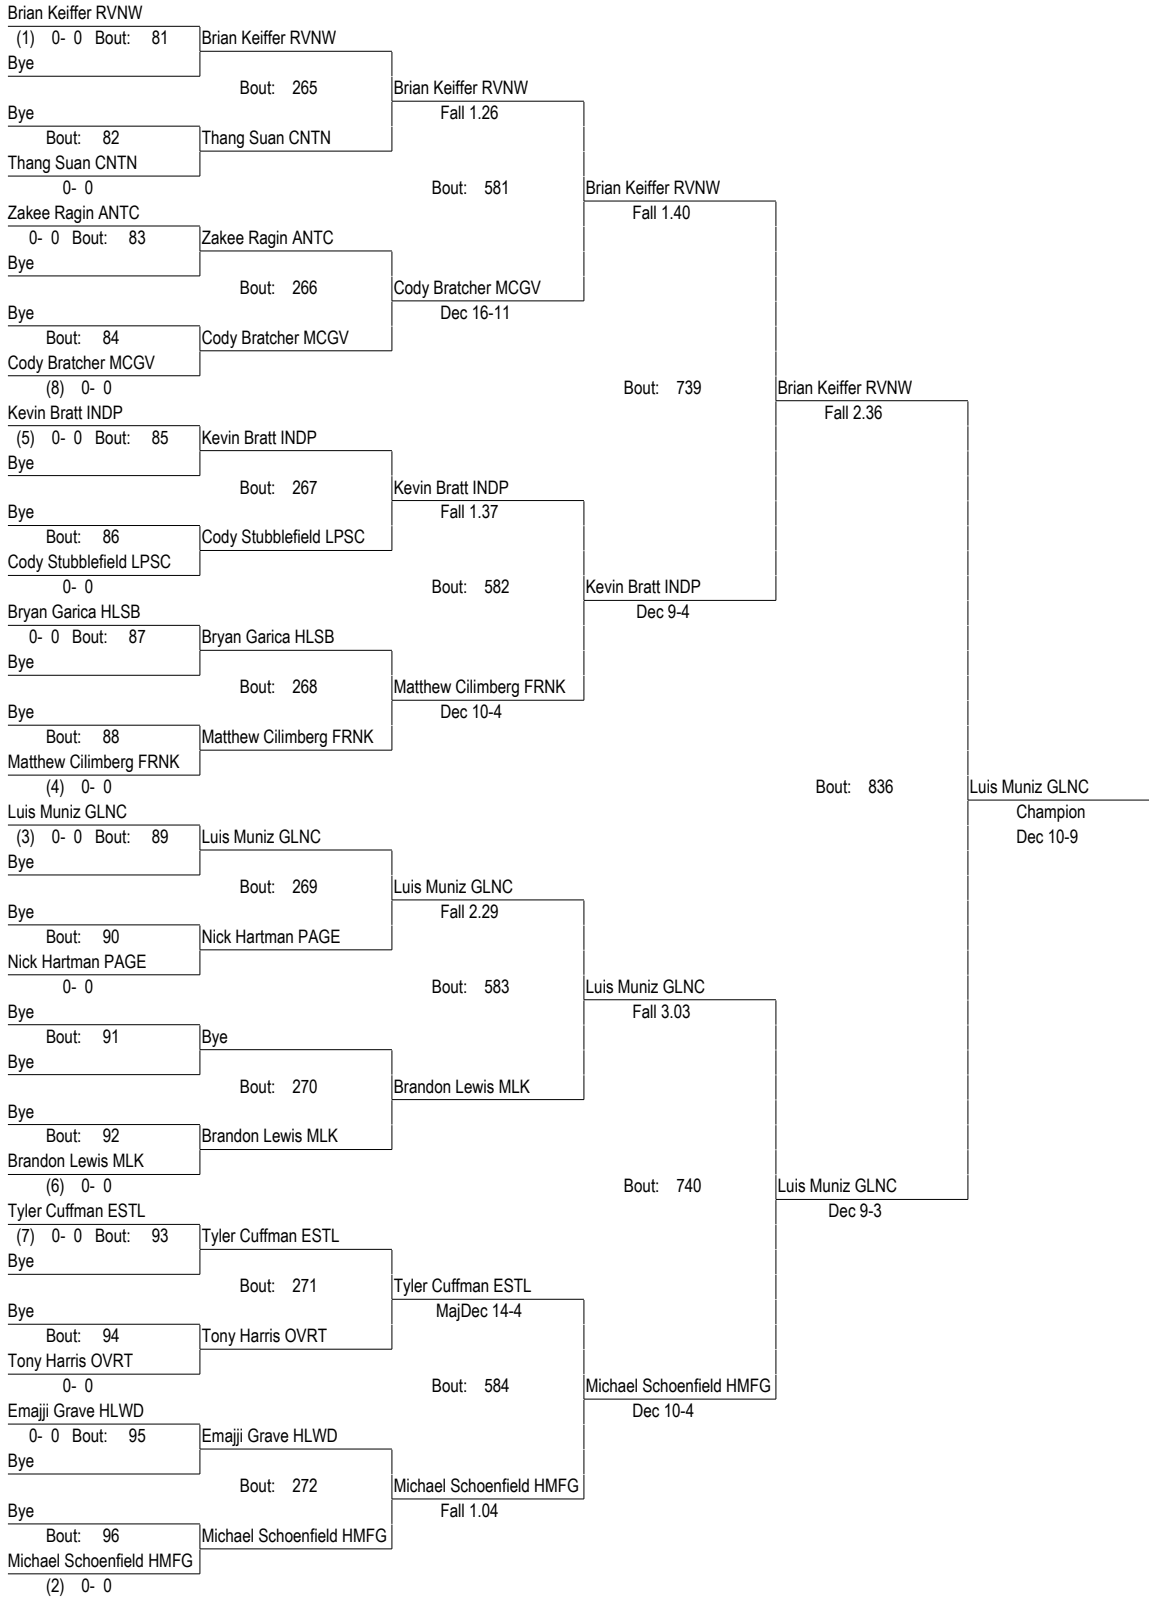 Brian Keiffer RVNW
(1) 0- 0 Bout: 81 Brian Keiffer RVNW
Bye
Bout: 265 Brian Keiffer RVNW
Bye Fall 1.26
Bout: 82 Thang Suan CNTN
Thang Suan CNTN
0- 0 Bout: 581 Brian Keiffer RVNW
Zakee Ragin ANTC Fall 1.40
0- 0 Bout: 83 Zakee Ragin ANTC
Bye
Bout: 266 Cody Bratcher MCGV
Bye Dec 16-11
Bout: 84 Cody Bratcher MCGV
Cody Bratcher MCGV
(8) 0- 0 Bout: 739 Brian Keiffer RVNW
Kevin Bratt INDP Fall 2.36
(5) 0- 0 Bout: 85 Kevin Bratt INDP
Bye
Bout: 267 Kevin Bratt INDP
Bye Fall 1.37
Bout: 86 Cody Stubblefield LPSC
Cody Stubblefield LPSC
0- 0 Bout: 582 Kevin Bratt INDP
Bryan Garica HLSB Dec 9-4
0- 0 Bout: 87 Bryan Garica HLSB
Bye
Bout: 268 Matthew Cilimberg FRNK
Bye Dec 10-4
Bout: 88 Matthew Cilimberg FRNK
Matthew Cilimberg FRNK
(4) 0- 0 Bout: 836 Luis Muniz GLNC
Luis Muniz GLNC Champion
(3) 0- 0 Bout: 89 Luis Muniz GLNC Dec 10-9
Bye
Bout: 269 Luis Muniz GLNC
Bye Fall 2.29
Bout: 90 Nick Hartman PAGE
Nick Hartman PAGE
0- 0 Bout: 583 Luis Muniz GLNC
Bye Fall 3.03
Bout: 91 Bye
Bye
Bout: 270 Brandon Lewis MLK
Bye
Bout: 92 Brandon Lewis MLK
Brandon Lewis MLK
(6) 0- 0 Bout: 740 Luis Muniz GLNC
Tyler Cuffman ESTL Dec 9-3
(7) 0- 0 Bout: 93 Tyler Cuffman ESTL
Bye
Bout: 271 Tyler Cuffman ESTL
Bye MajDec 14-4
Bout: 94 Tony Harris OVRT
Tony Harris OVRT
0- 0 Bout: 584 Michael Schoenfield HMFG
Emajji Grave HLWD Dec 10-4
0- 0 Bout: 95 Emajji Grave HLWD
Bye
Bout: 272 Michael Schoenfield HMFG
Bye Fall 1.04
Bout: 96 Michael Schoenfield HMFG
Michael Schoenfield HMFG
(2) 0- 0